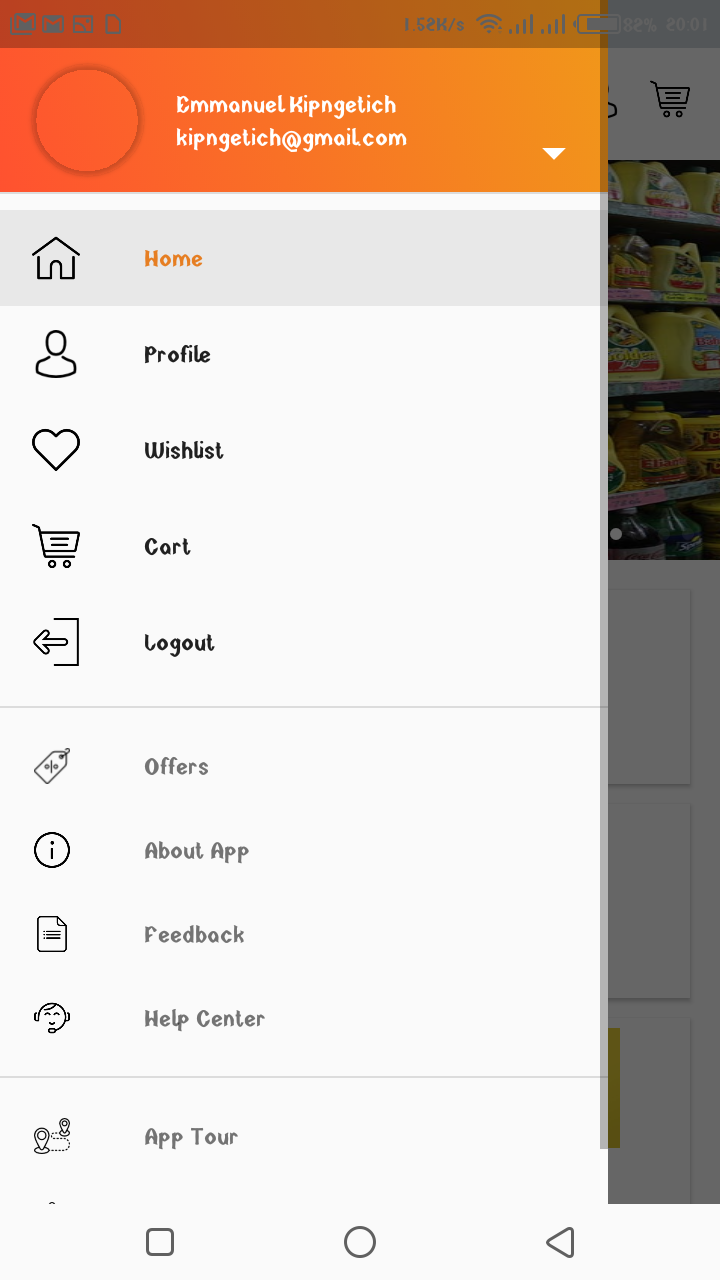 1.52K/s 82% 20:01
Emmanuel Kipngetich
kipngetich@gmail.com
Home
Profile
Wishlist
Cart
Logout
Offers
About App
Feedback
Help Center
App Tour